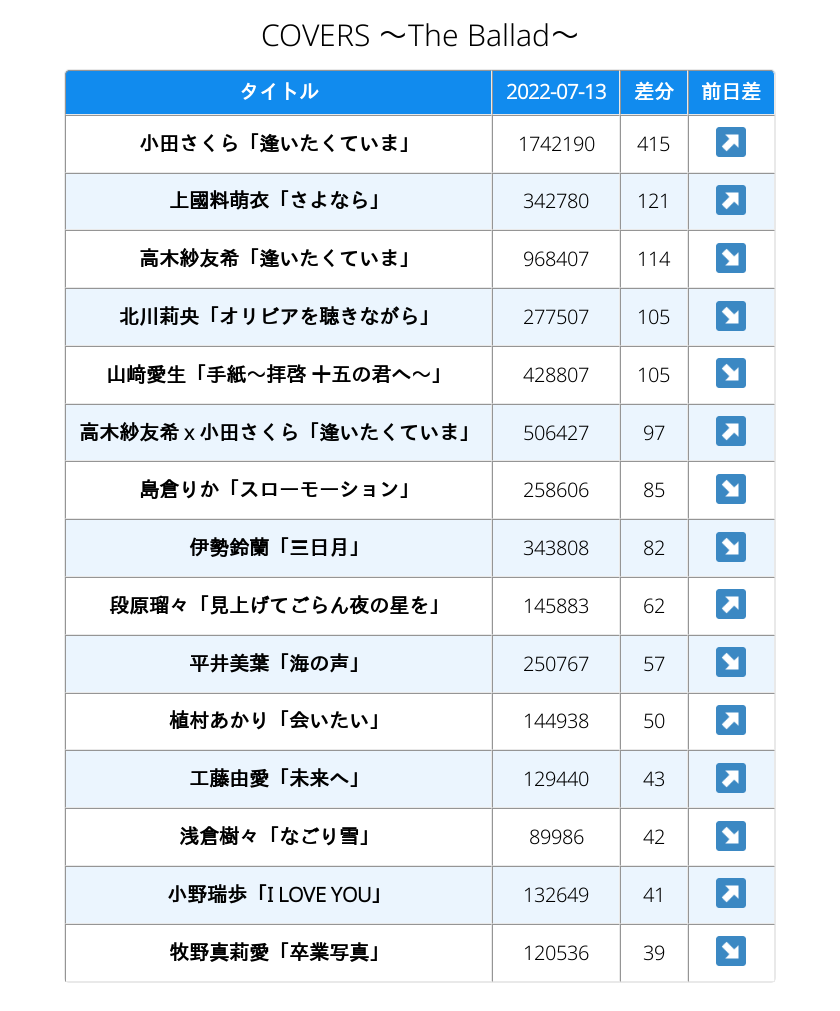 COVERS ～The Ballad～
タイトル 2022-07-13 差分 前日差
小田さくら「逢いたくていま」 1742190 415 ↗
上國料萌衣「さよなら」 342780 121 ↗
高木紗友希「逢いたくていま」 968407 114 ↘
北川莉央「オリビアを聴きながら」 277507 105 ↘
山﨑愛生「手紙～拝啓 十五の君へ～」 428807 105 ↘
高木紗友希 x 小田さくら「逢いたくていま」 506427 97 ↗
島倉りか「スローモーション」 258606 85 ↘
伊勢鈴蘭「三日月」 343808 82 ↘
段原瑠々「見上げてごらん夜の星を」 145883 62 ↗
平井美葉「海の声」 250767 57 ↘
植村あかり「会いたい」 144938 50 ↗
工藤由愛「未来へ」 129440 43 ↗
浅倉樹々「なごり雪」 89986 42 ↘
小野瑞歩「I LOVE YOU」 132649 41 ↗
牧野真莉愛「卒業写真」 120536 39 ↘